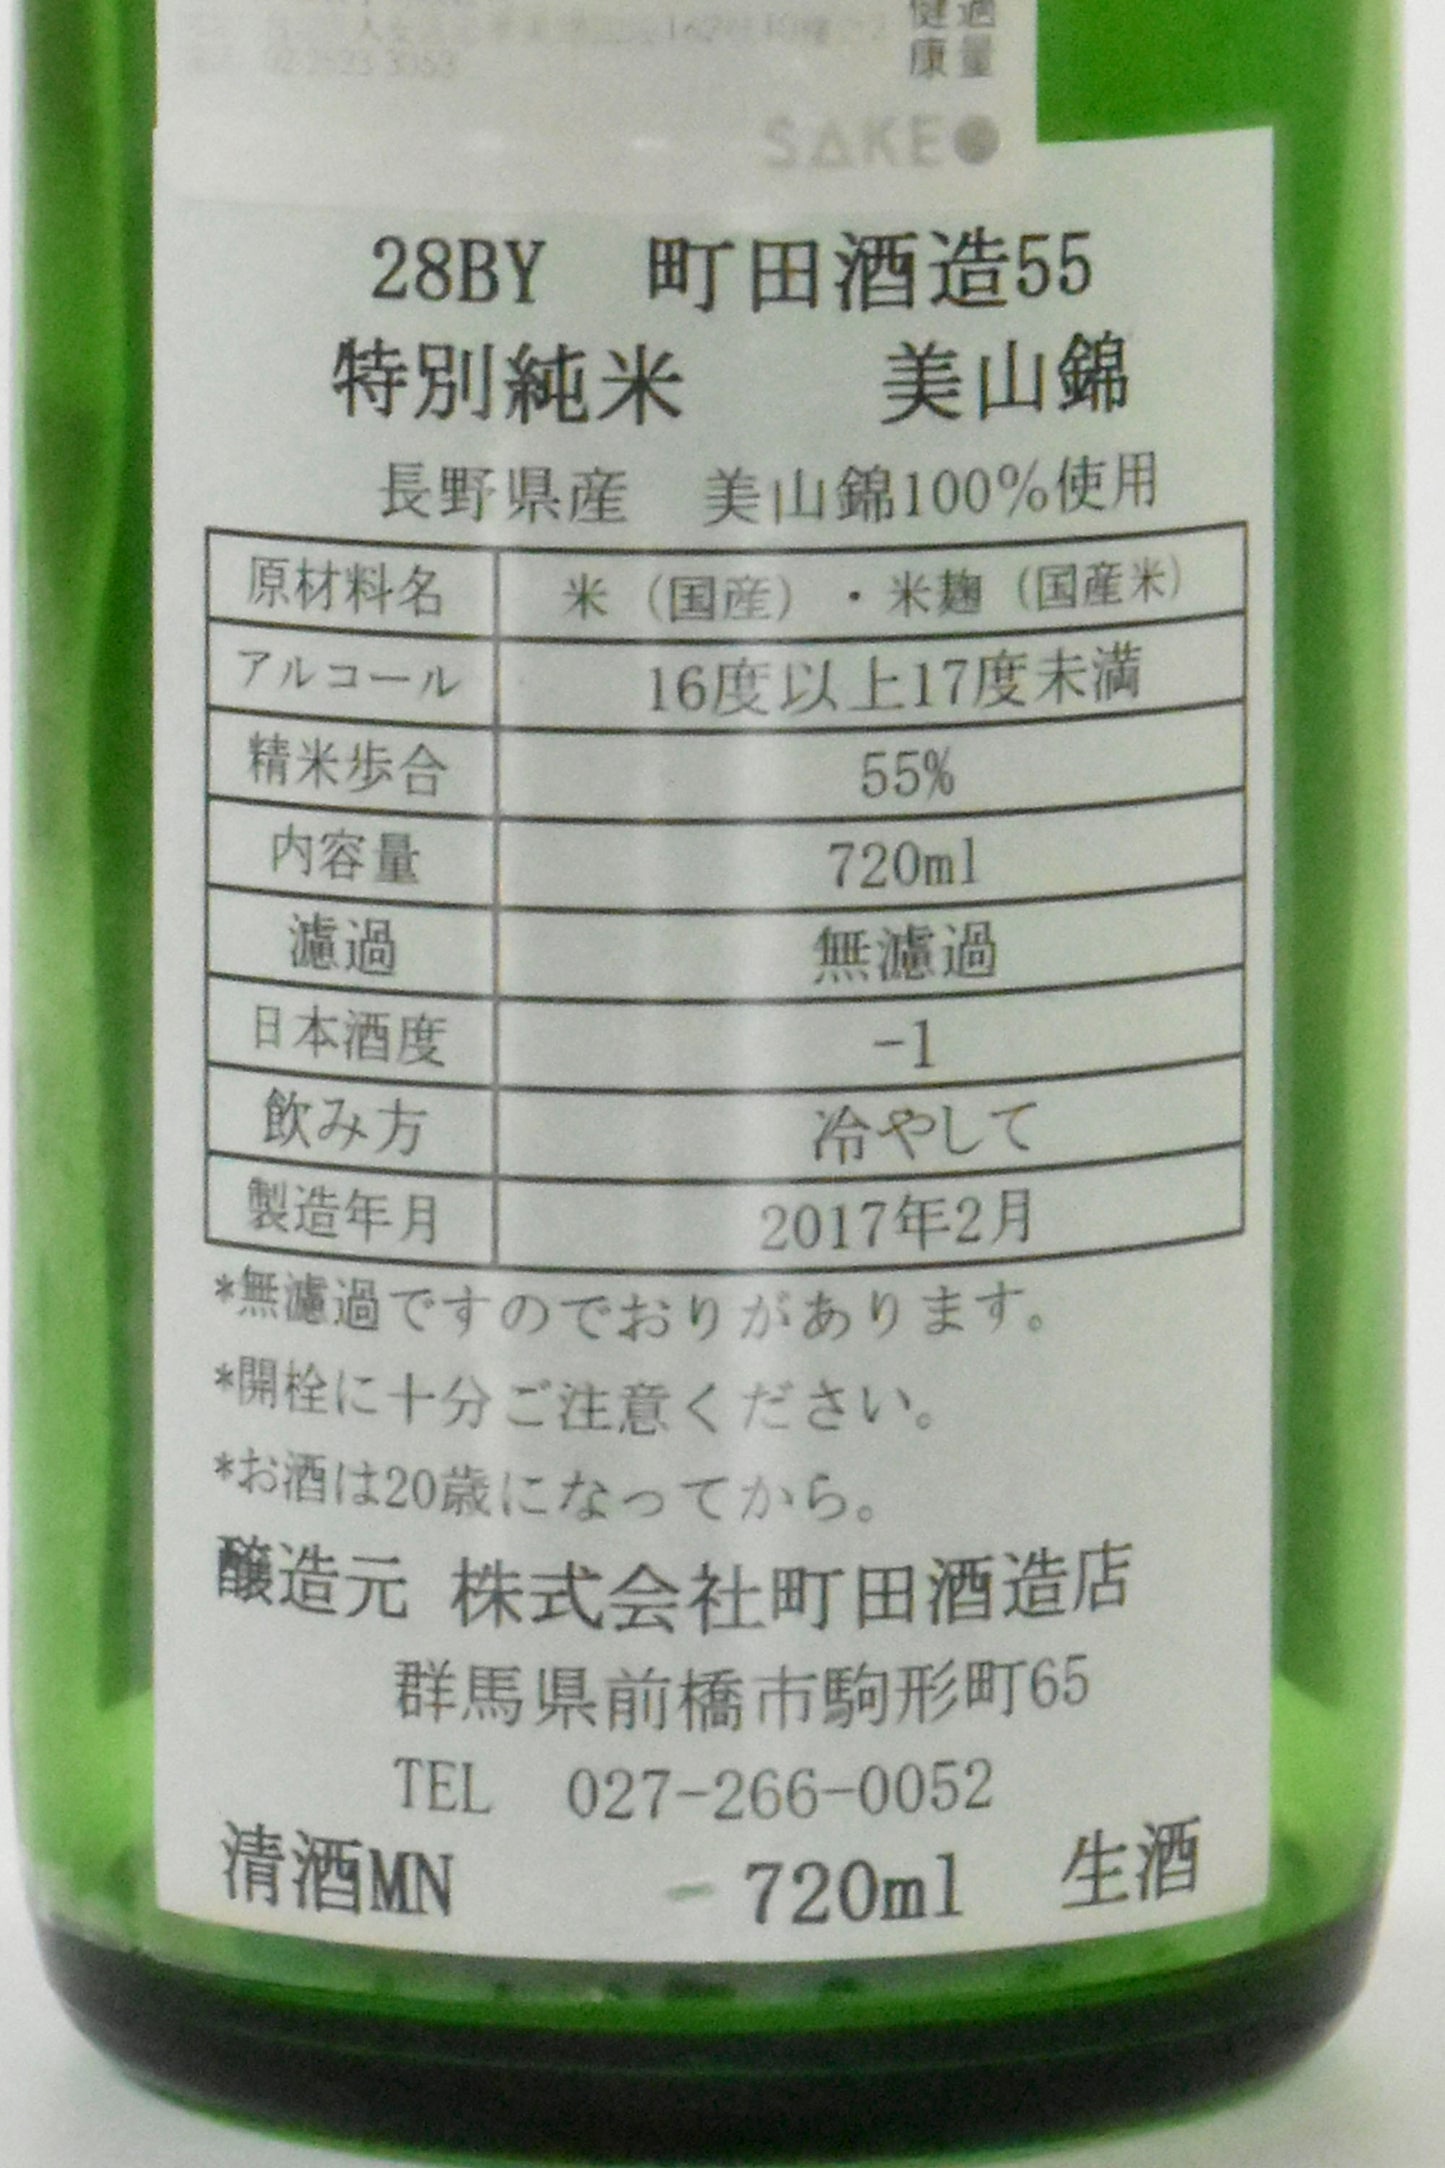 適量
健康
SAKE
28BY 町田酒造55
特別純米 美山錦
長野県産 美山錦100%使用
原材料名 米（国産）・米麹（国産米）
アルコール 16度以上17度未満
精米歩合 55%
内容量 720ml
濾過 無濾過
日本酒度 -1
飲み方 冷やして
製造年月 2017年2月
*無濾過ですのでおりがあります。
*開栓に十分ご注意ください。
*お酒は20歳になってから。
醸造元 株式会社町田酒造店
群馬県前橋市駒形町65
TEL 027-266-0052
清酒MN - 720ml 生酒